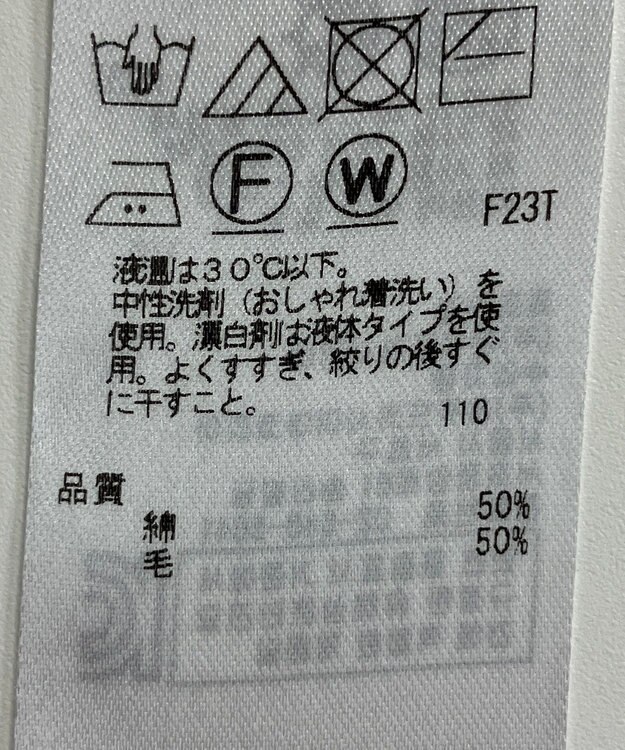 F W F23T
液温は30℃以下。
中性洗剤（おしゃれ着洗い）を
使用。漂白剤は液体タイプを使
用。よくすすぎ、絞りの後すぐ
に干すこと。
110
品質
綿 50%
毛 50%